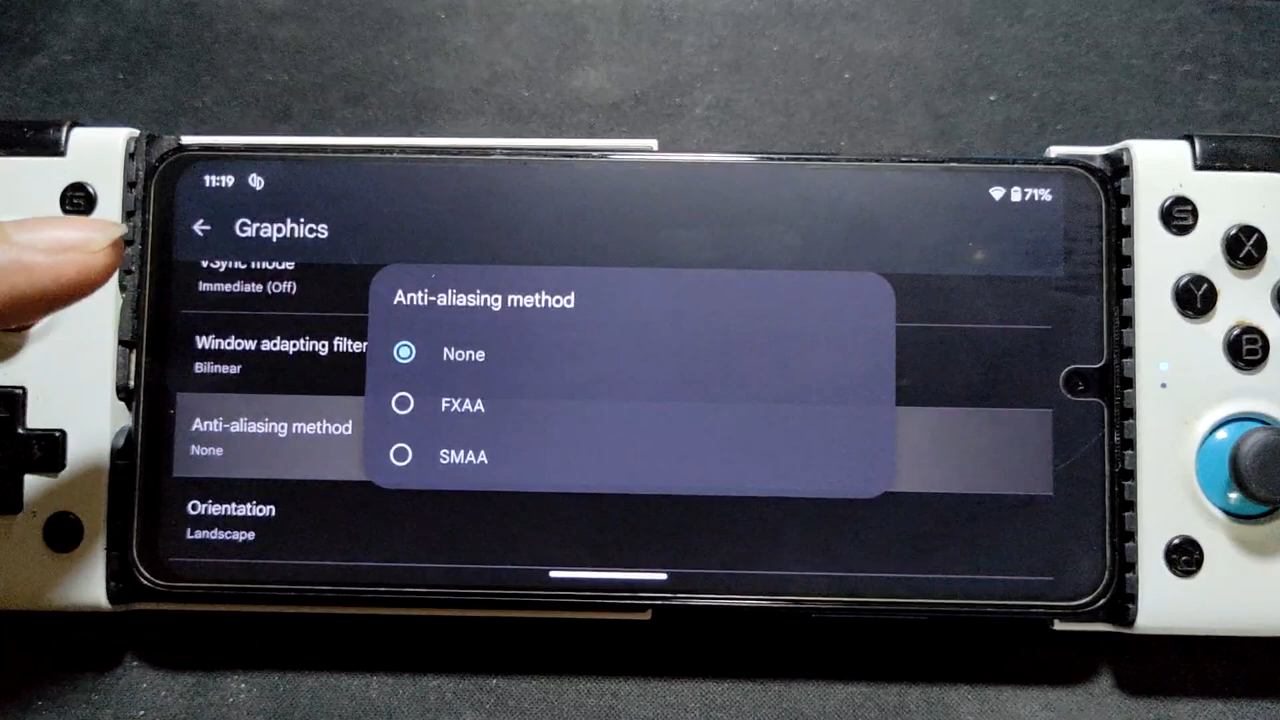 11:19
71%
Graphics
VSync mode
Immediate (Off)
Window adapting filter
Bilinear
Anti-aliasing method
None
Orientation
Landscape
Anti-aliasing method
None
FXAA
SMAA
G
S
X
Y
B